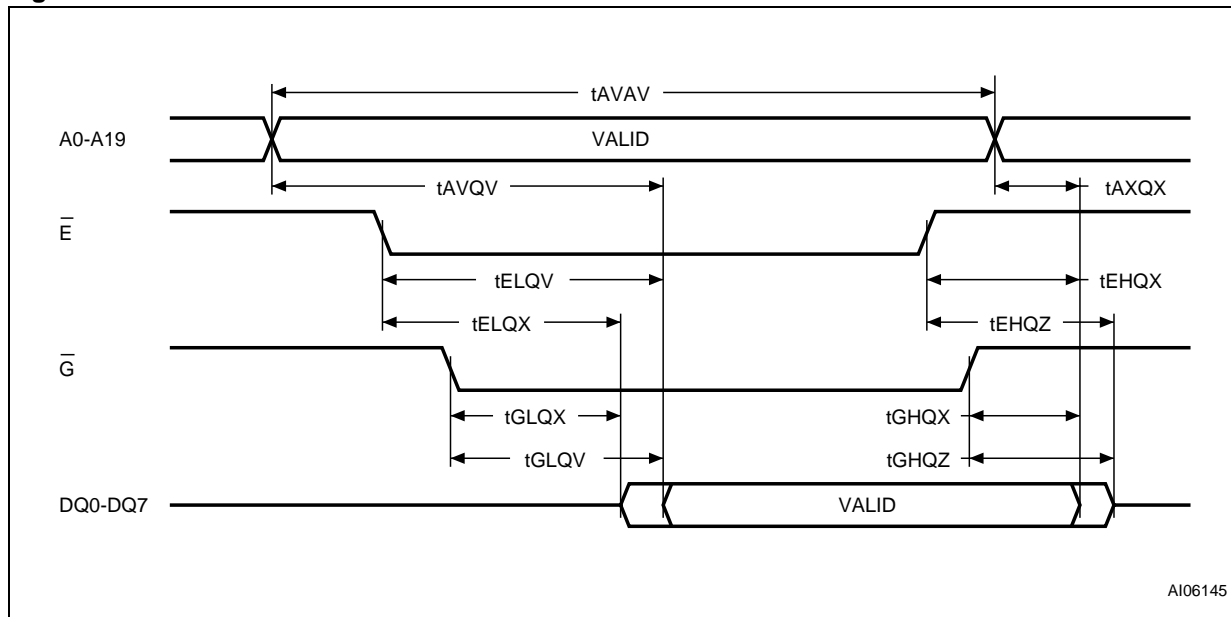 tAVAV
A0-A19
VALID
tAVQV
tAXQX
E̅
tELQV
tEHQX
tELQX
tEHQZ
G̅
tGLQX
tGHQX
tGLQV
tGHQZ
DQ0-DQ7
VALID
AI06145